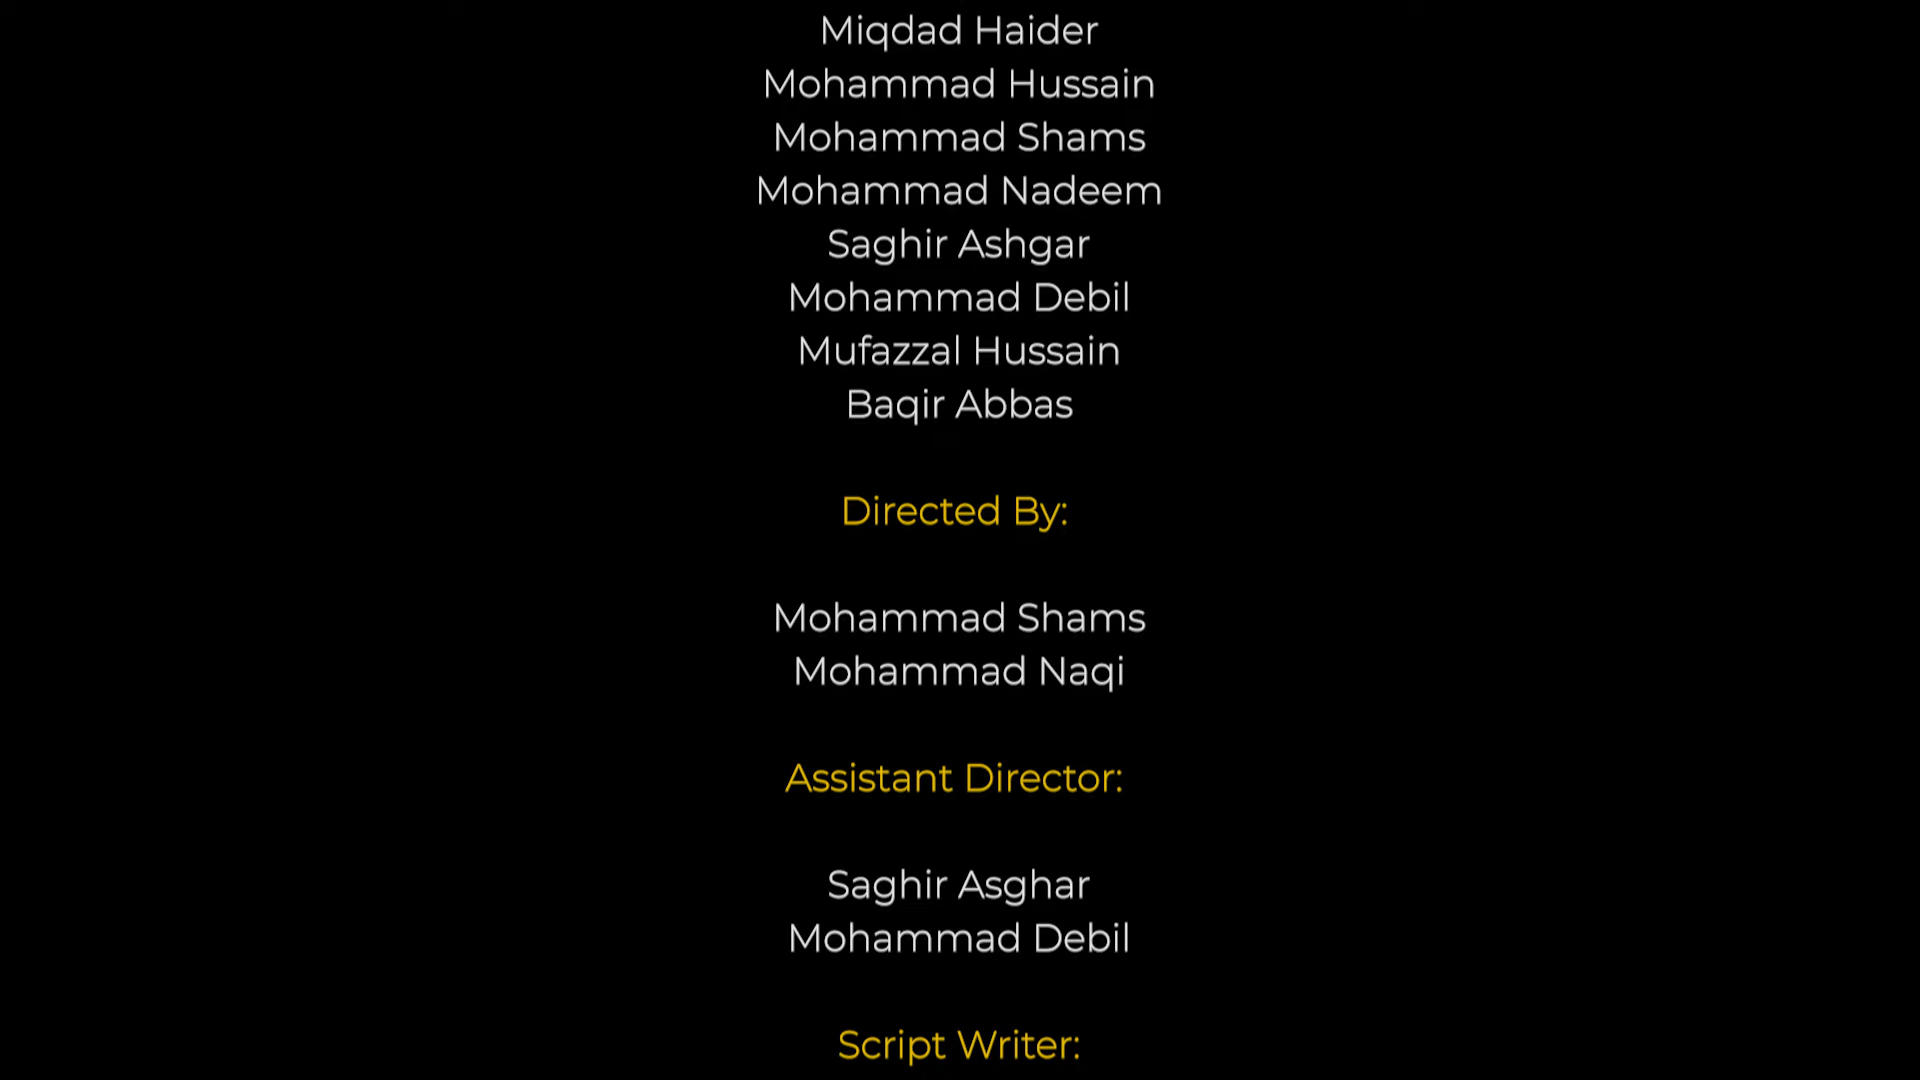 Miqdad Haider
Mohammad Hussain
Mohammad Shams
Mohammad Nadeem
Saghir Ashgar
Mohammad Debil
Mufazzal Hussain
Baqir Abbas
Directed By:
Mohammad Shams
Mohammad Naqi
Assistant Director:
Saghir Asghar
Mohammad Debil
Script Writer: